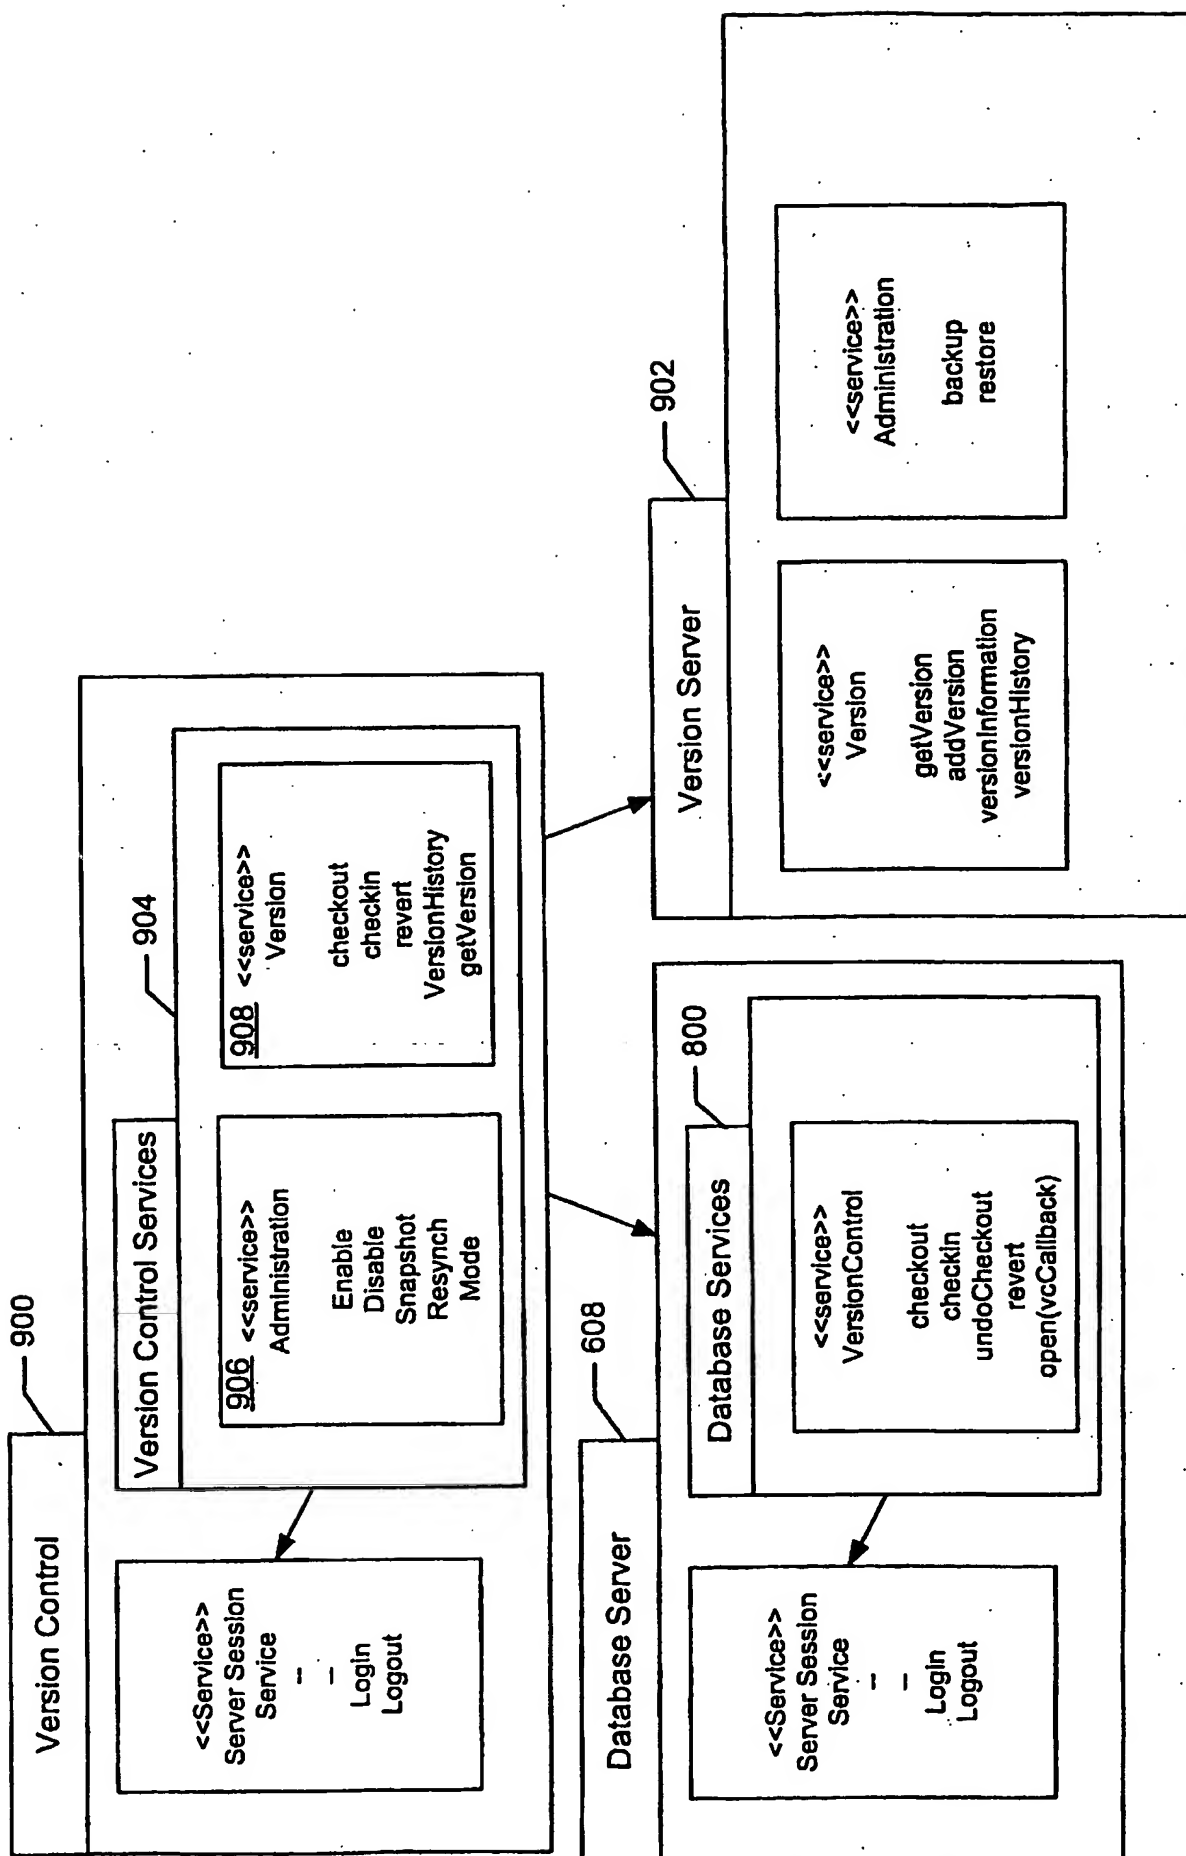 Version Control
900
Version Control Services
904
<<Service>>
Server Session
Service
--
--
Login
Logout
906 <<service>>
Administration
Enable
Disable
Snapshot
Resynch
Mode
908 <<service>>
Version
checkout
checkin
revert
VersionHistory
getVersion
Database Server
608
Database Services
800
<<Service>>
Server Session
Service
--
--
Login
Logout
<<service>>
VersionControl
checkout
checkin
undoCheckout
revert
open(vcCallback)
Version Server
902
<<service>>
Version
getVersion
addVersion
versionInformation
versionHistory
<<service>>
Administration
backup
restore